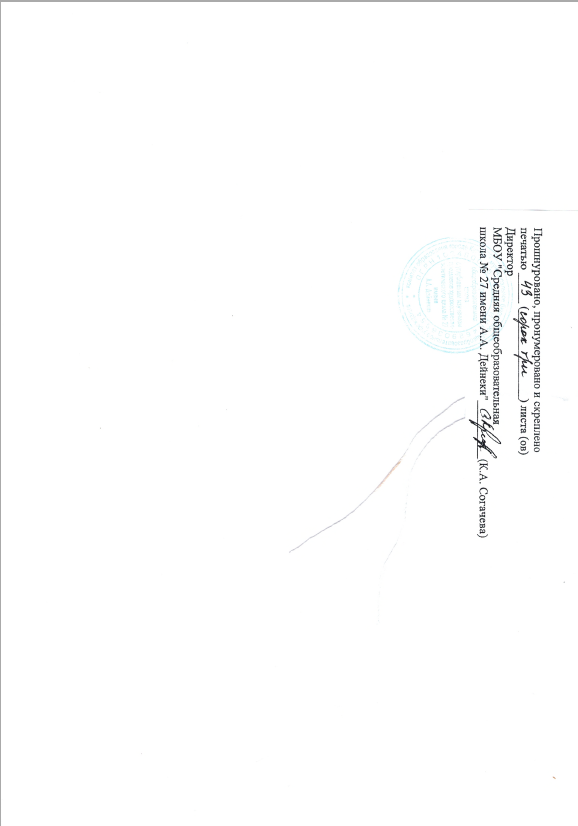 Прошнуровано, пронумеровано и скреплено
печатью 43 (сорок три) листа (ов)
Директор
МБОУ "Средняя общеобразовательная
школа № 27 имени А.А. Дейнеки" (К.А. Согачева)